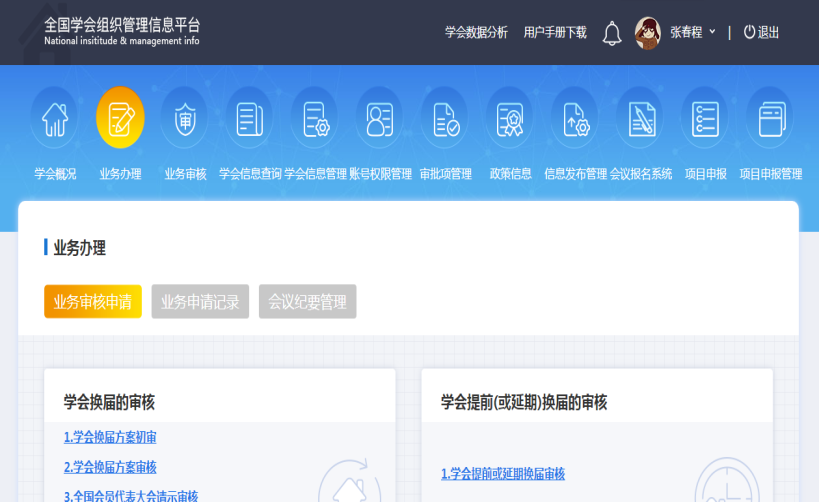 全国学会组织管理信息平台
National insititude & management info
学会数据分析 用户手册下载 张春程 | 退出
审
学会概况 业务办理 业务审核 学会信息查询 学会信息管理 账号权限管理 审批项管理 政策信息 信息发布管理 会议报名系统 项目申报 项目申报管理
业务办理
业务审核申请 业务申请记录 会议纪要管理
学会换届的审核
1.学会换届方案初审
2.学会换届方案审核
3.全国会员代表大会请示审核
学会提前(或延期)换届的审核
1.学会提前或延期换届审核